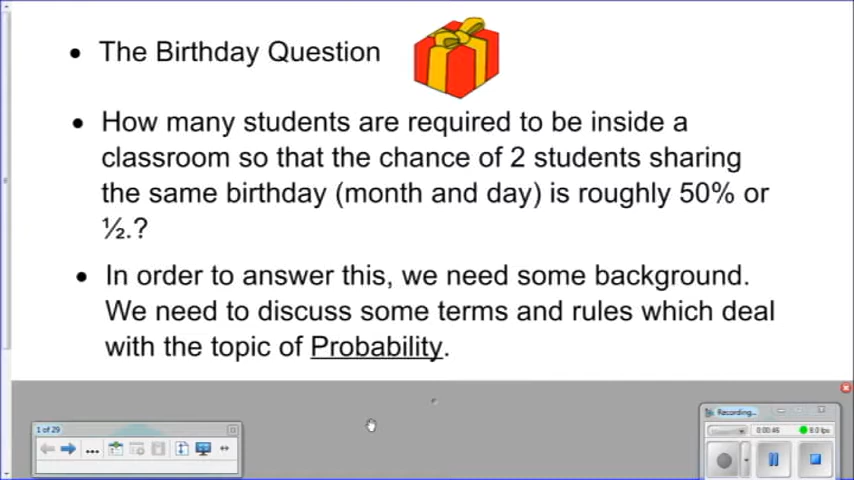 • The Birthday Question
• How many students are required to be inside a
classroom so that the chance of 2 students sharing
the same birthday (month and day) is roughly 50% or
½.?
• In order to answer this, we need some background.
We need to discuss some terms and rules which deal
with the topic of Probability.
1 of 29
Recording...
0:00:46
8.0 fps